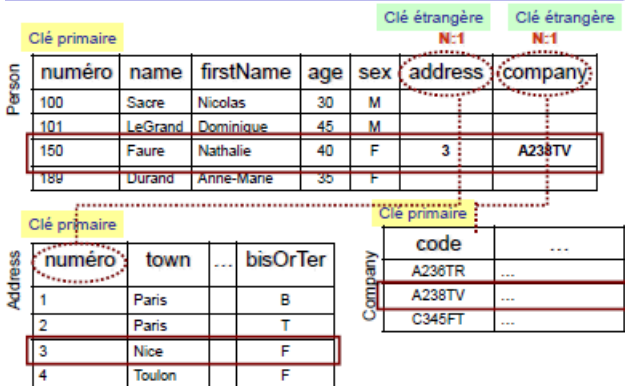 Clé étrangère Clé étrangère
Clé primaire N:1 N:1
Person
numéro name firstName age sex address company
100 Sacre Nicolas 30 M
101 LeGrand Dominique 45 M
150 Faure Nathalie 40 F 3 A238TV
189 Durand Anne-Marie 35 F
Clé primaire
Address
numéro town ... bisOrTer
1 Paris B
2 Paris T
3 Nice F
4 Toulon F
Clé primaire
Company
code ...
A236TR ...
A238TV ...
C345FT ...